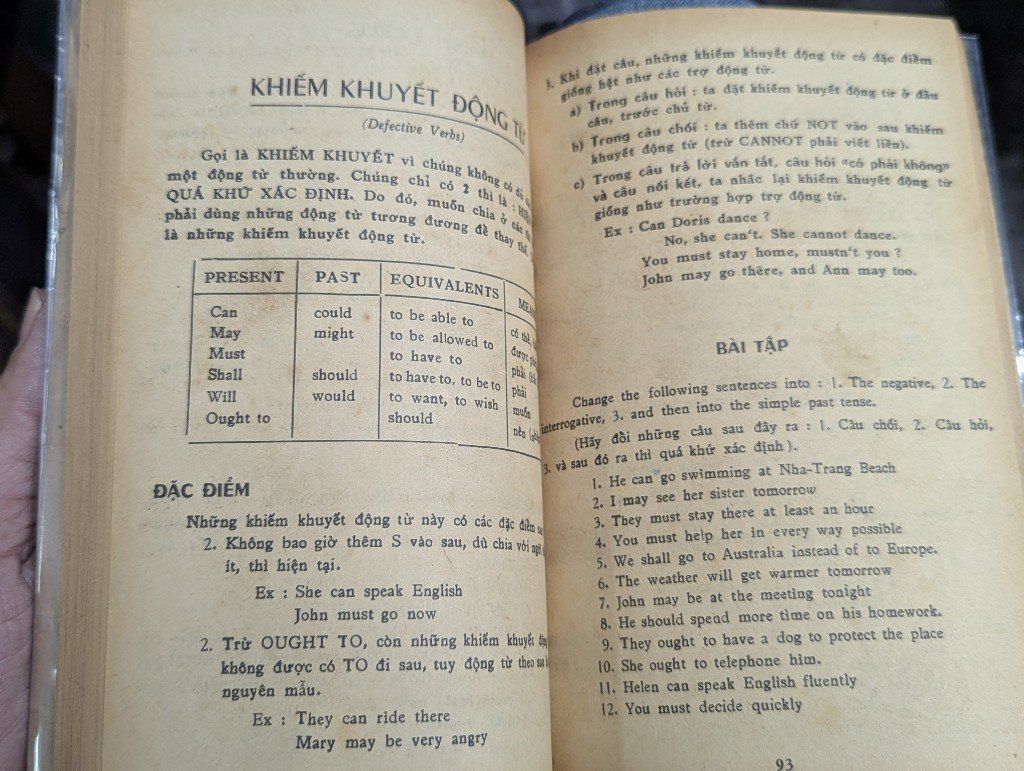 KHIẾM KHUYẾT ĐỘNG TỪ
(Defective Verbs)
Gọi là KHIẾM KHUYẾT vì chúng không có đủ
một động từ thường. Chúng chỉ có 2 thì là :
QUÁ KHỨ XÁC ĐỊNH. Do đó, muốn chia ở các
phải dùng những động từ tương đương để thay thế,
là những khiếm khuyết động từ.
PRESENT PAST EQUIVALENTS
Can could to be able to có thể,
May might to be allowed to được
Must to have to phải
Shall should to have to, to be to phải
Will would to want, to wish muốn
Ought to should nên
ĐẶC ĐIỂM
Những khiếm khuyết động từ này có các đặc điểm
2. Không bao giờ thêm S vào sau, dù chia với ngôi
ít, thì hiện tại.
Ex : She can speak English
John must go now
2. Trừ OUGHT TO, còn những khiếm khuyết
không được có TO đi sau, tuy động từ theo sau
nguyên mẫu.
Ex : They can ride there
Mary may be very angry
3. Khi đặt câu, những khiếm khuyết động từ có đặc điểm
giống hệt như các trợ động từ.
a) Trong câu hỏi : ta đặt khiếm khuyết động từ ở đầu
câu, trước chủ từ.
b) Trong câu chối : ta thêm chữ NOT vào sau khiếm
khuyết động từ (trừ CANNOT phải viết liền).
c) Trong câu trả lời vắn tắt, câu hỏi «có phải không»
và câu nối kết, ta nhắc lại khiếm khuyết động từ
giống như trường hợp trợ động từ.
Ex : Can Doris dance ?
No, she can't. She cannot dance.
You must stay home, mustn't you ?
John may go there, and Ann may too.
BÀI TẬP
Change the following sentences into : 1. The negative, 2. The
interrogative, 3. and then into the simple past tense.
(Hãy đổi những câu sau đây ra : 1. Câu chối, 2. Câu hỏi,
3. và sau đó ra thì quá khứ xác định).
1. He can go swimming at Nha-Trang Beach
2. I may see her sister tomorrow
3. They must stay there at least an hour
4. You must help her in every way possible
5. We shall go to Australia instead of to Europe.
6. The weather will get warmer tomorrow
7. John may be at the meeting tonight
8. He should spend more time on his homework.
9. They ought to have a dog to protect the place
10. She ought to telephone him.
11. Helen can speak English fluently
12. You must decide quickly
93